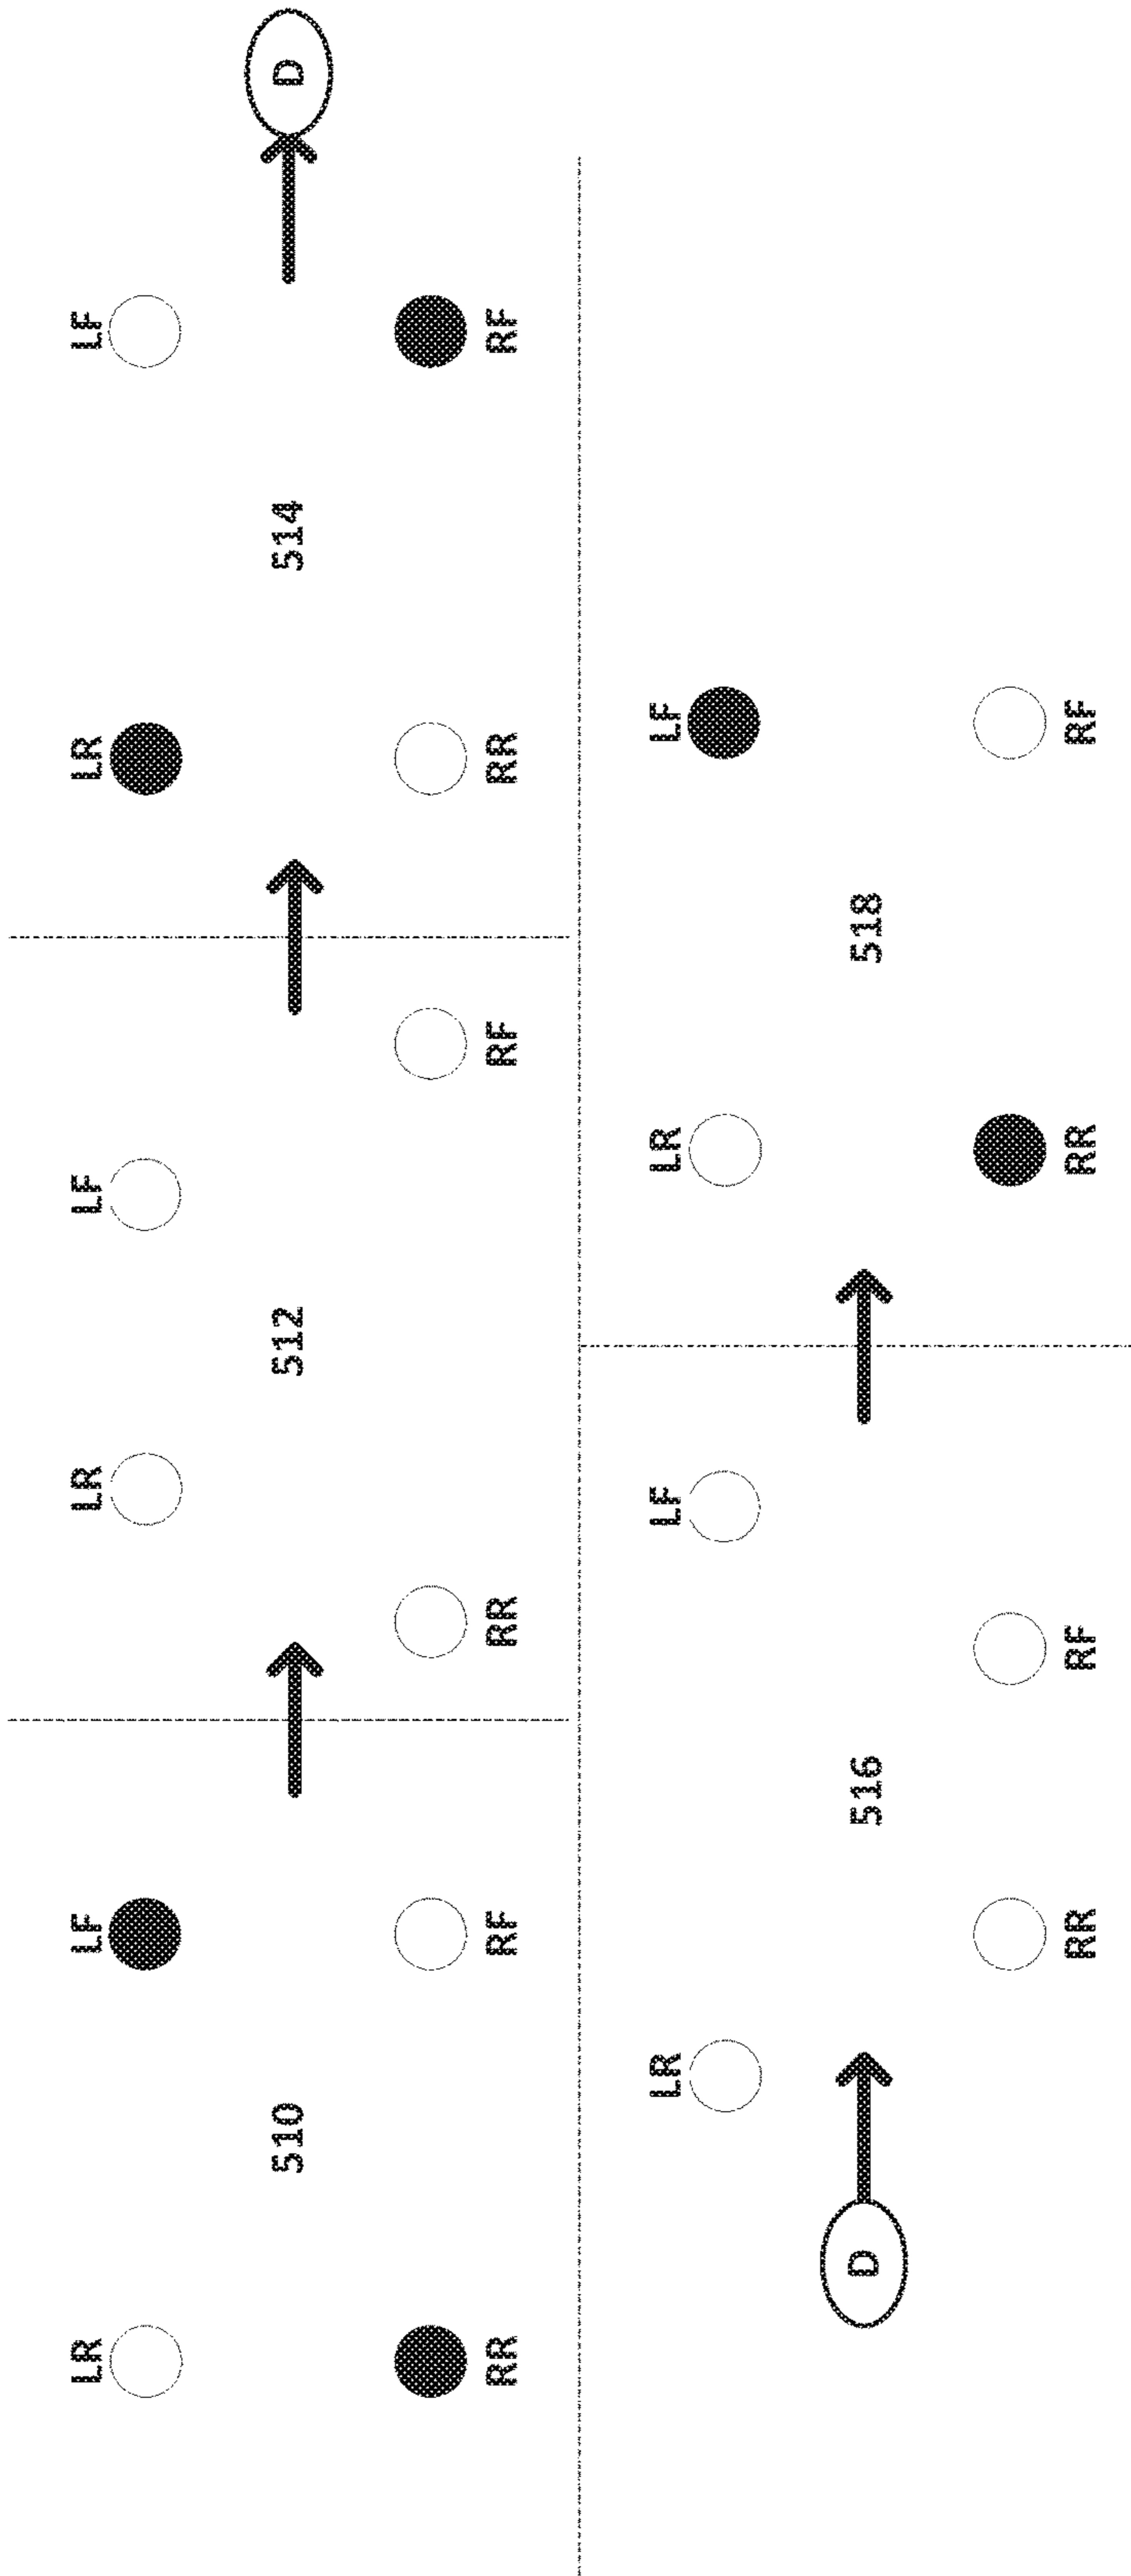 LR LF LR LF LR LF
510 512 514 D
RR RF RR RF RR RF
LR LF LR LF
D 516 518
RR RF RR RF